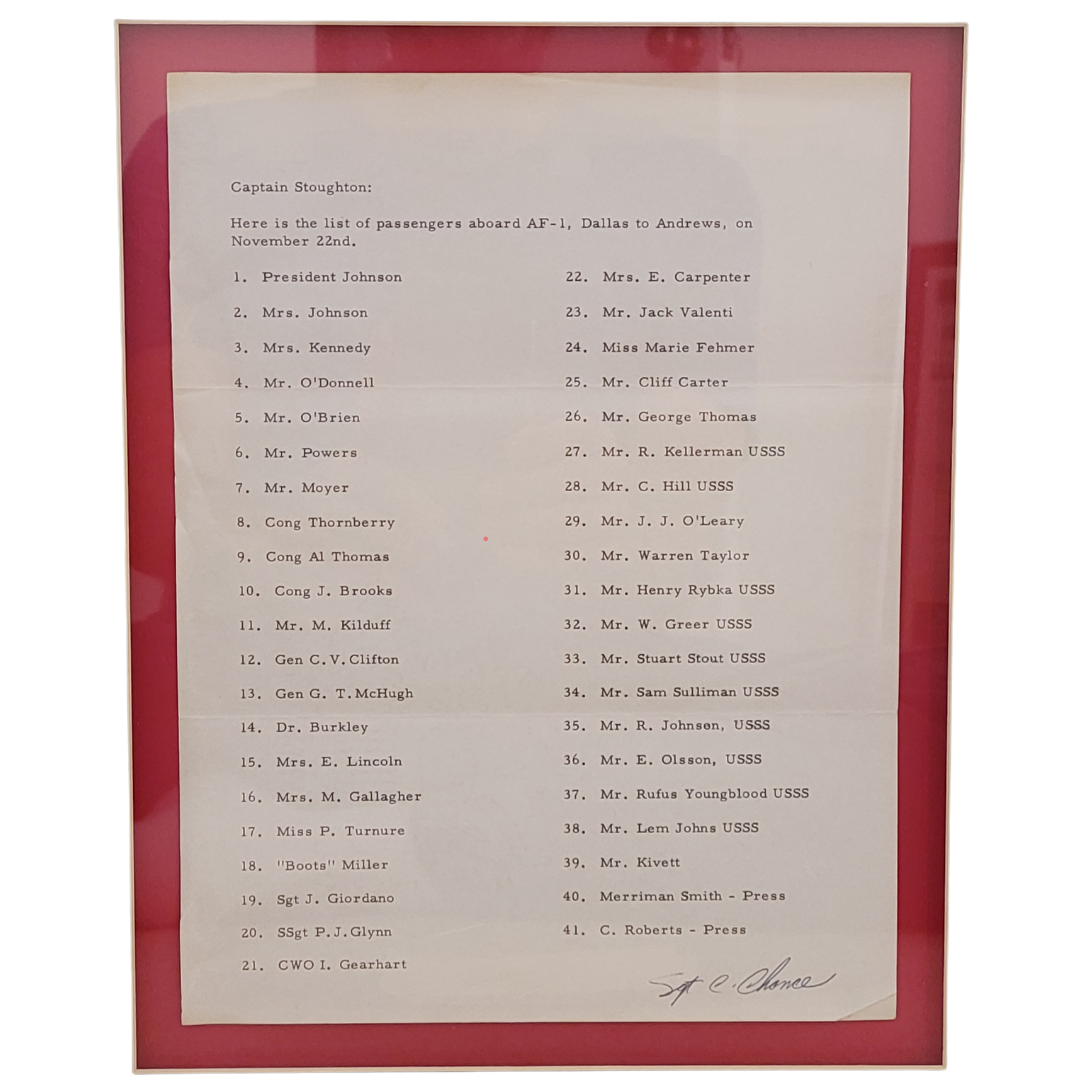 Captain Stoughton:
Here is the list of passengers aboard AF-1, Dallas to Andrews, on
November 22nd.
1. President Johnson
2. Mrs. Johnson
3. Mrs. Kennedy
4. Mr. O'Donnell
5. Mr. O'Brien
6. Mr. Powers
7. Mr. Moyer
8. Cong Thornberry
9. Cong Al Thomas
10. Cong J. Brooks
11. Mr. M. Kilduff
12. Gen C. V. Clifton
13. Gen G. T. McHugh
14. Dr. Burkley
15. Mrs. E. Lincoln
16. Mrs. M. Gallagher
17. Miss P. Turnure
18. "Boots" Miller
19. Sgt J. Giordano
20. SSgt P. J. Glynn
21. CWO I. Gearhart
22. Mrs. E. Carpenter
23. Mr. Jack Valenti
24. Miss Marie Fehmer
25. Mr. Cliff Carter
26. Mr. George Thomas
27. Mr. R. Kellerman USSS
28. Mr. C. Hill USSS
29. Mr. J. J. O'Leary
30. Mr. Warren Taylor
31. Mr. Henry Rybka USSS
32. Mr. W. Greer USSS
33. Mr. Stuart Stout USSS
34. Mr. Sam Sulliman USSS
35. Mr. R. Johnson, USSS
36. Mr. E. Olsson, USSS
37. Mr. Rufus Youngblood USSS
38. Mr. Lem Johns USSS
39. Mr. Kivett
40. Merriman Smith - Press
41. C. Roberts - Press
Sgt C. Chance